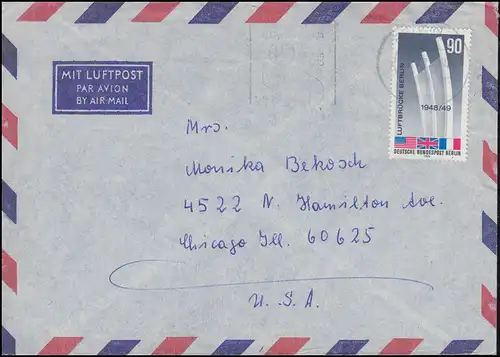 MIT LUFTPOST
PAR AVION
BY AIR MAIL
90
LUFTBRÜCKE BERLIN
1948/49
DEUTSCHE BUNDESPOST BERLIN
Mrs.
Monika Bekosch
4522 N. Hamilton Ave.
Chicago Ill. 60625
U.S.A.